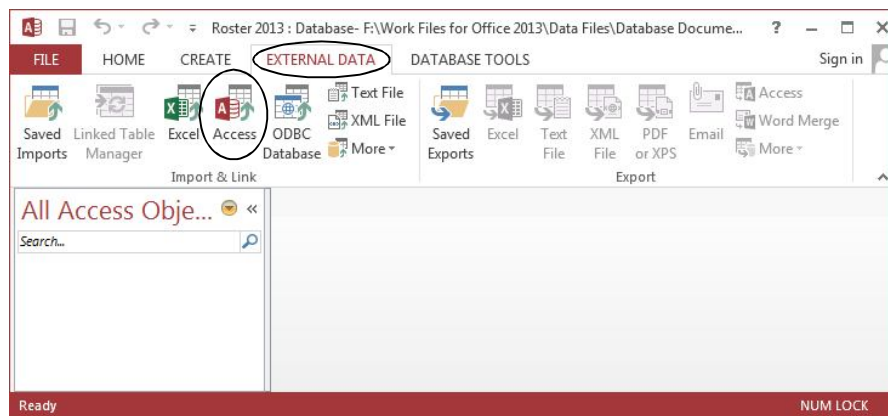 Roster 2013 : Database- F:\Work Files for Office 2013\Data Files\Database Docume... ?
FILE HOME CREATE EXTERNAL DATA DATABASE TOOLS Sign in
Saved Imports
Linked Table Manager
Excel
Access
ODBC Database
Text File
XML File
More
Import & Link
Saved Exports
Excel
Text File
XML File
PDF or XPS
Email
Access
Word Merge
More
Export
All Access Obje... «
Search...
Ready NUM LOCK